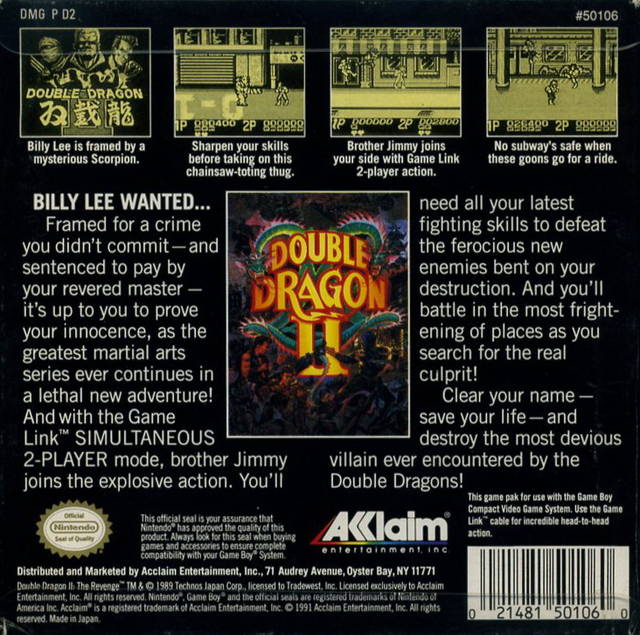 DMG P D2
#50106
DOUBLE DRAGON
双截龍
1P 000400 2P 000000
1P 000000 2P 002800
1P 026400 2P 000000
Billy Lee is framed by a
mysterious Scorpion.
Sharpen your skills
before taking on this
chainsaw-toting thug.
Brother Jimmy joins
your side with Game Link
2-player action.
No subway's safe when
these goons go for a ride.
BILLY LEE WANTED...
Framed for a crime
you didn't commit — and
sentenced to pay by
your revered master —
it's up to you to prove
your innocence, as the
greatest martial arts
series ever continues in
a lethal new adventure!
And with the Game
Link™ SIMULTANEOUS
2-PLAYER mode, brother Jimmy
joins the explosive action. You'll
DOUBLE
DRAGON
II
need all your latest
fighting skills to defeat
the ferocious new
enemies bent on your
destruction. And you'll
battle in the most fright-
ening of places as you
search for the real
culprit!
Clear your name —
save your life — and
destroy the most devious
villain ever encountered by the
Double Dragons!
Official
Nintendo®
Seal of Quality
This official seal is your assurance that
Nintendo® has approved the quality of this
product. Always look for this seal when buying
games and accessories to ensure complete
compatibility with your Game Boy® System.
AKKlaim®
entertainment, inc.
This game pak for use with the Game Boy
Compact Video Game System. Use the Game
Link™ cable for incredible head-to-head
action.
Distributed and Marketed by Acclaim Entertainment, Inc., 71 Audrey Avenue, Oyster Bay, NY 11771
Double Dragon II: The Revenge™ TM & © 1989 Technos Japan Corp., licensed to Tradewest, Inc. Licensed exclusively to Acclaim
Entertainment, Inc. All rights reserved. Nintendo®, Game Boy® and the official seals are registered trademarks of Nintendo of
America Inc. Acclaim® is a registered trademark of Acclaim Entertainment, Inc. © 1991 Acclaim Entertainment, Inc. All rights
reserved. Made in Japan.
0 21481 50106 0